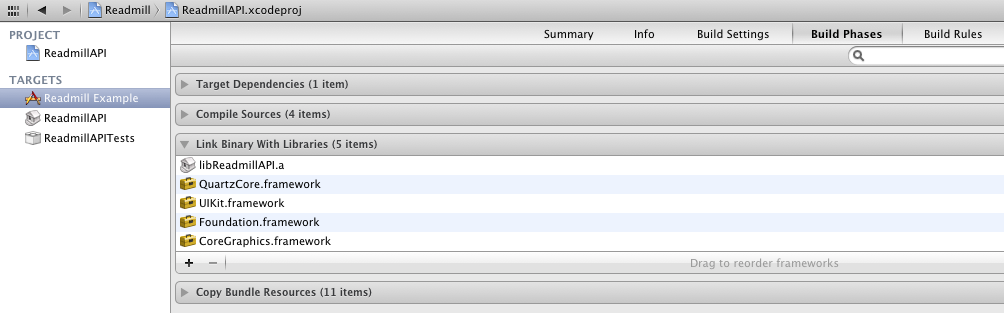 Readmill ReadmillAPI.xcodeproj
PROJECT
ReadmillAPI
TARGETS
Readmill Example
ReadmillAPI
ReadmillAPITests
Summary Info Build Settings Build Phases Build Rules
Target Dependencies (1 item)
Compile Sources (4 items)
Link Binary With Libraries (5 items)
libReadmillAPI.a
QuartzCore.framework
UIKit.framework
Foundation.framework
CoreGraphics.framework
Drag to reorder frameworks
Copy Bundle Resources (11 items)